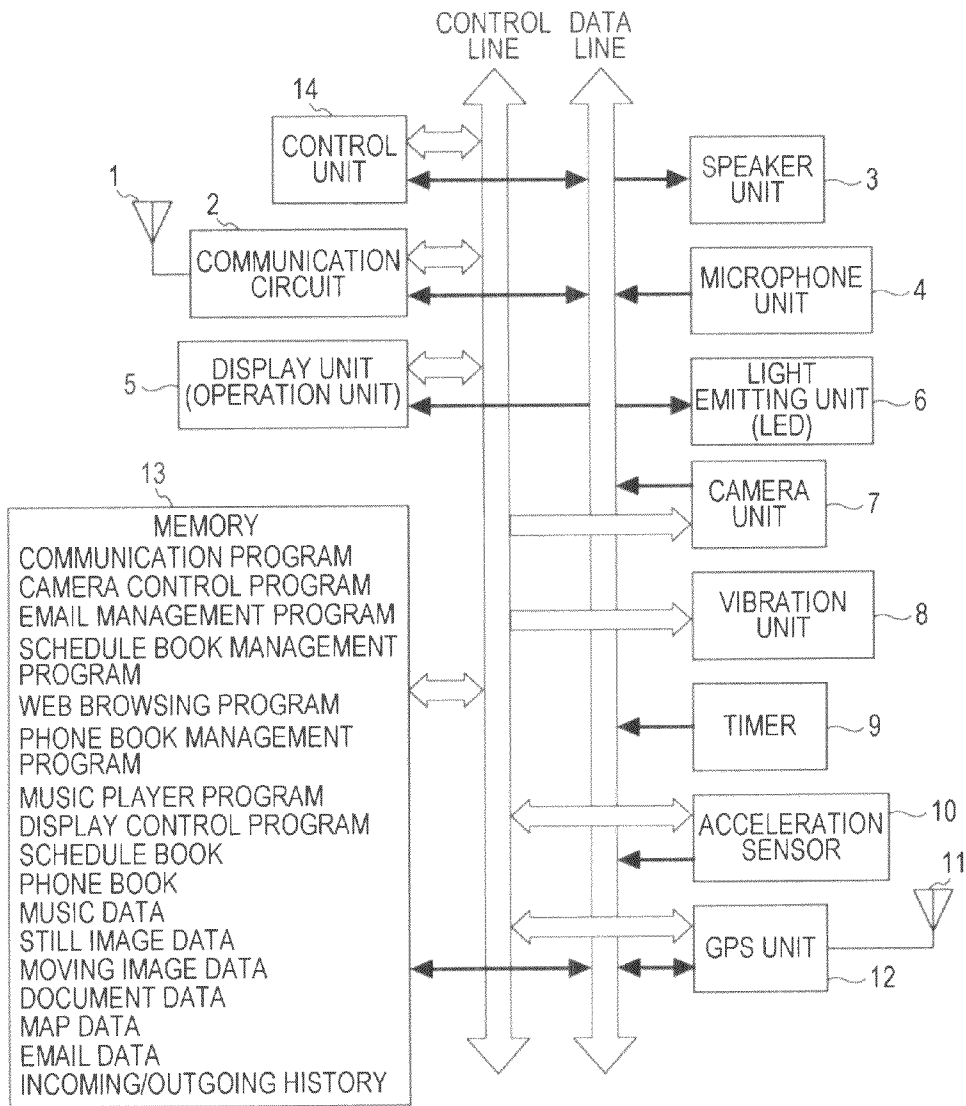 CONTROL
LINE
DATA
LINE
14
CONTROL
UNIT
1
2
COMMUNICATION
CIRCUIT
5
DISPLAY UNIT
(OPERATION UNIT)
13
MEMORY
COMMUNICATION PROGRAM
CAMERA CONTROL PROGRAM
EMAIL MANAGEMENT PROGRAM
SCHEDULE BOOK MANAGEMENT
PROGRAM
WEB BROWSING PROGRAM
PHONE BOOK MANAGEMENT
PROGRAM
MUSIC PLAYER PROGRAM
DISPLAY CONTROL PROGRAM
SCHEDULE BOOK
PHONE BOOK
MUSIC DATA
STILL IMAGE DATA
MOVING IMAGE DATA
DOCUMENT DATA
MAP DATA
EMAIL DATA
INCOMING/OUTGOING HISTORY
SPEAKER
UNIT
3
MICROPHONE
UNIT
4
LIGHT
EMITTING UNIT
(LED)
6
CAMERA
UNIT
7
VIBRATION
UNIT
8
TIMER
9
ACCELERATION
SENSOR
10
11
GPS UNIT
12